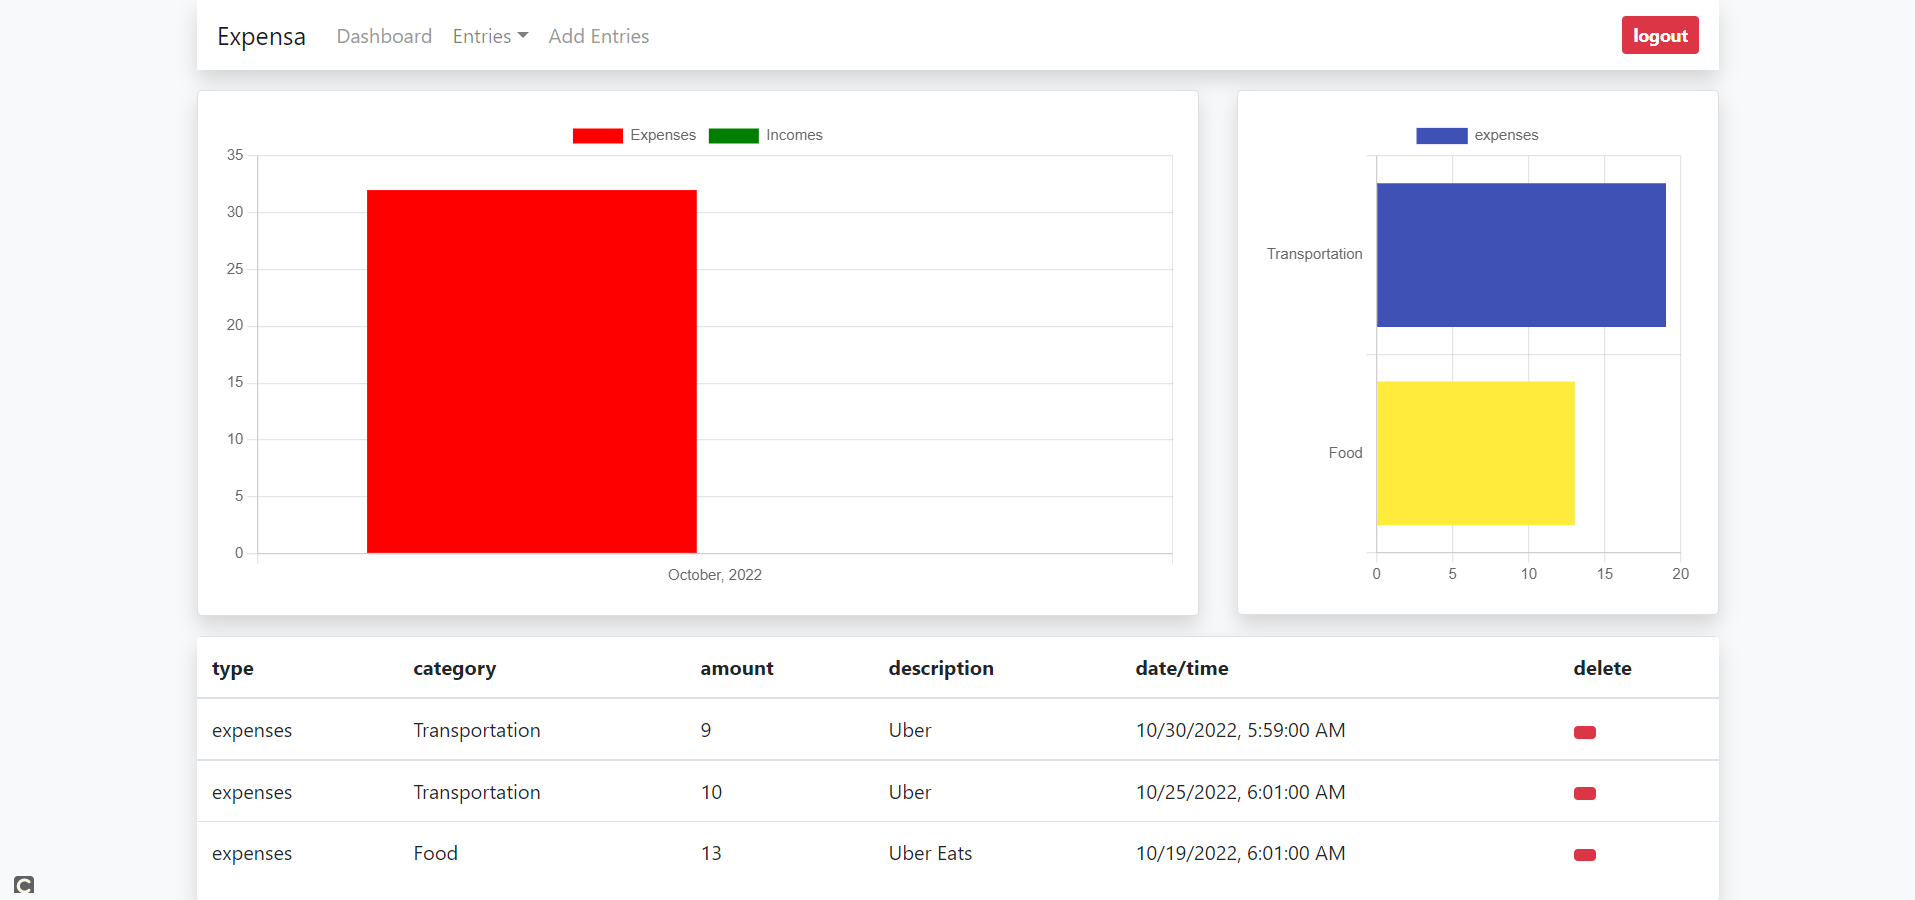 Expensa Dashboard Entries Add Entries logout
Expenses Incomes
35
30
25
20
15
10
5
0
October, 2022
expenses
Transportation
Food
0 5 10 15 20
type category amount description date/time delete
expenses Transportation 9 Uber 10/30/2022, 5:59:00 AM
expenses Transportation 10 Uber 10/25/2022, 6:01:00 AM
expenses Food 13 Uber Eats 10/19/2022, 6:01:00 AM
C